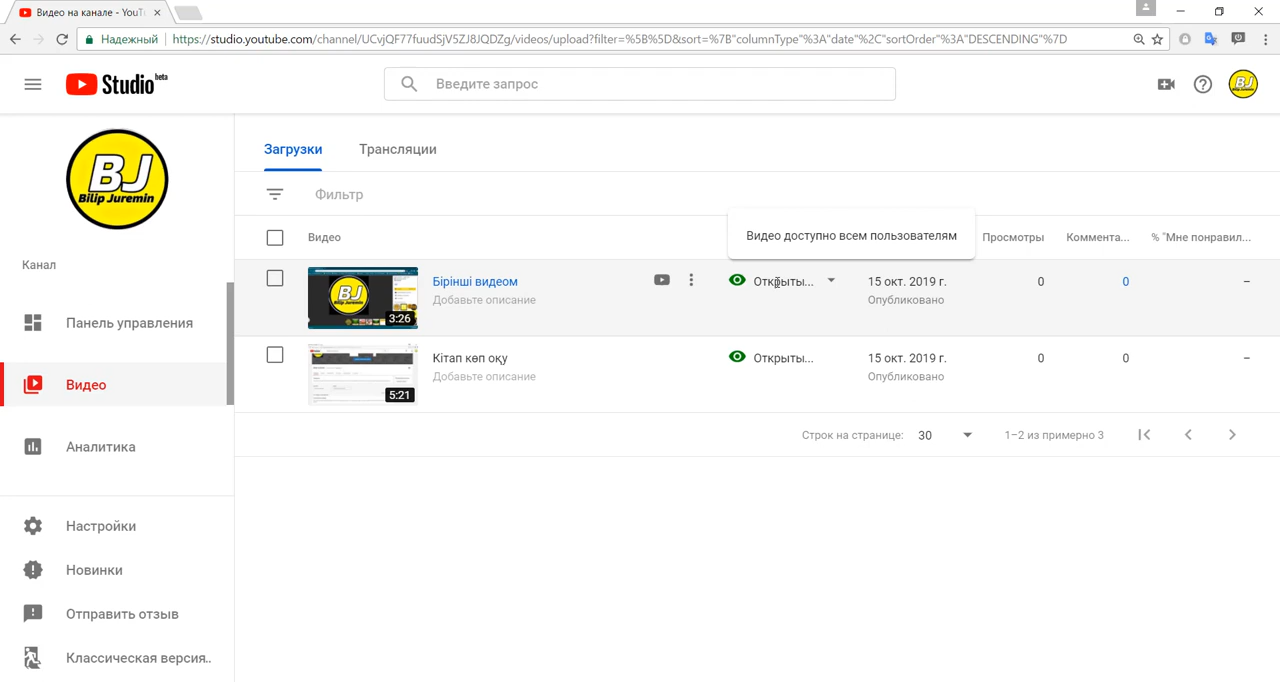 Видео на канале - YouTu
Надежный
https://studio.youtube.com/channel/UCvjQF77fuudSjV5ZJ8JQDZg/videos/upload?filter=%5B%5D&sort=%7B"columnType"%3A"date"%2C"sortOrder"%3A"DESCENDING"%7D
Studio beta
Введите запрос
BJ
BJ
Bilip Juremin
Канал
Панель управления
Видео
Аналитика
Настройки
Новинки
Отправить отзыв
Классическая версия..
Загрузки
Трансляции
Фильтр
Видео доступно всем пользователям
Видео
Просмотры
Коммента...
% "Мне понравил...
3:26
Бірінші видеом
Добавьте описание
Открыты...
15 окт. 2019 г.
Опубликовано
0
0
–
5:21
Кітап көп оқу
Добавьте описание
Открыты...
15 окт. 2019 г.
Опубликовано
0
0
–
Строк на странице:
30
1–2 из примерно 3